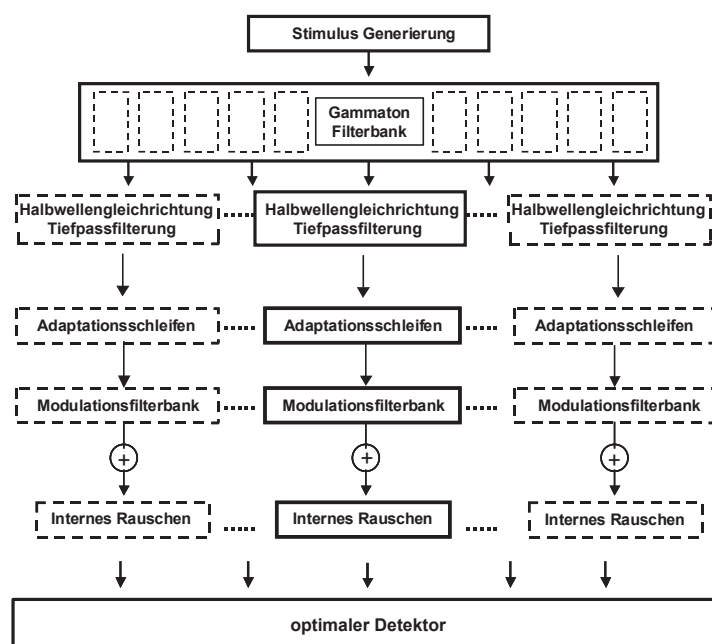 Stimulus Generierung
Gammaton
Filterbank
Halbwellengleichrichtung
Tiefpassfilterung
Halbwellengleichrichtung
Tiefpassfilterung
Halbwellengleichrichtung
Tiefpassfilterung
Adaptationsschleifen
Adaptationsschleifen
Adaptationsschleifen
Modulationsfilterbank
Modulationsfilterbank
Modulationsfilterbank
+
+
+
Internes Rauschen
Internes Rauschen
Internes Rauschen
optimaler Detektor